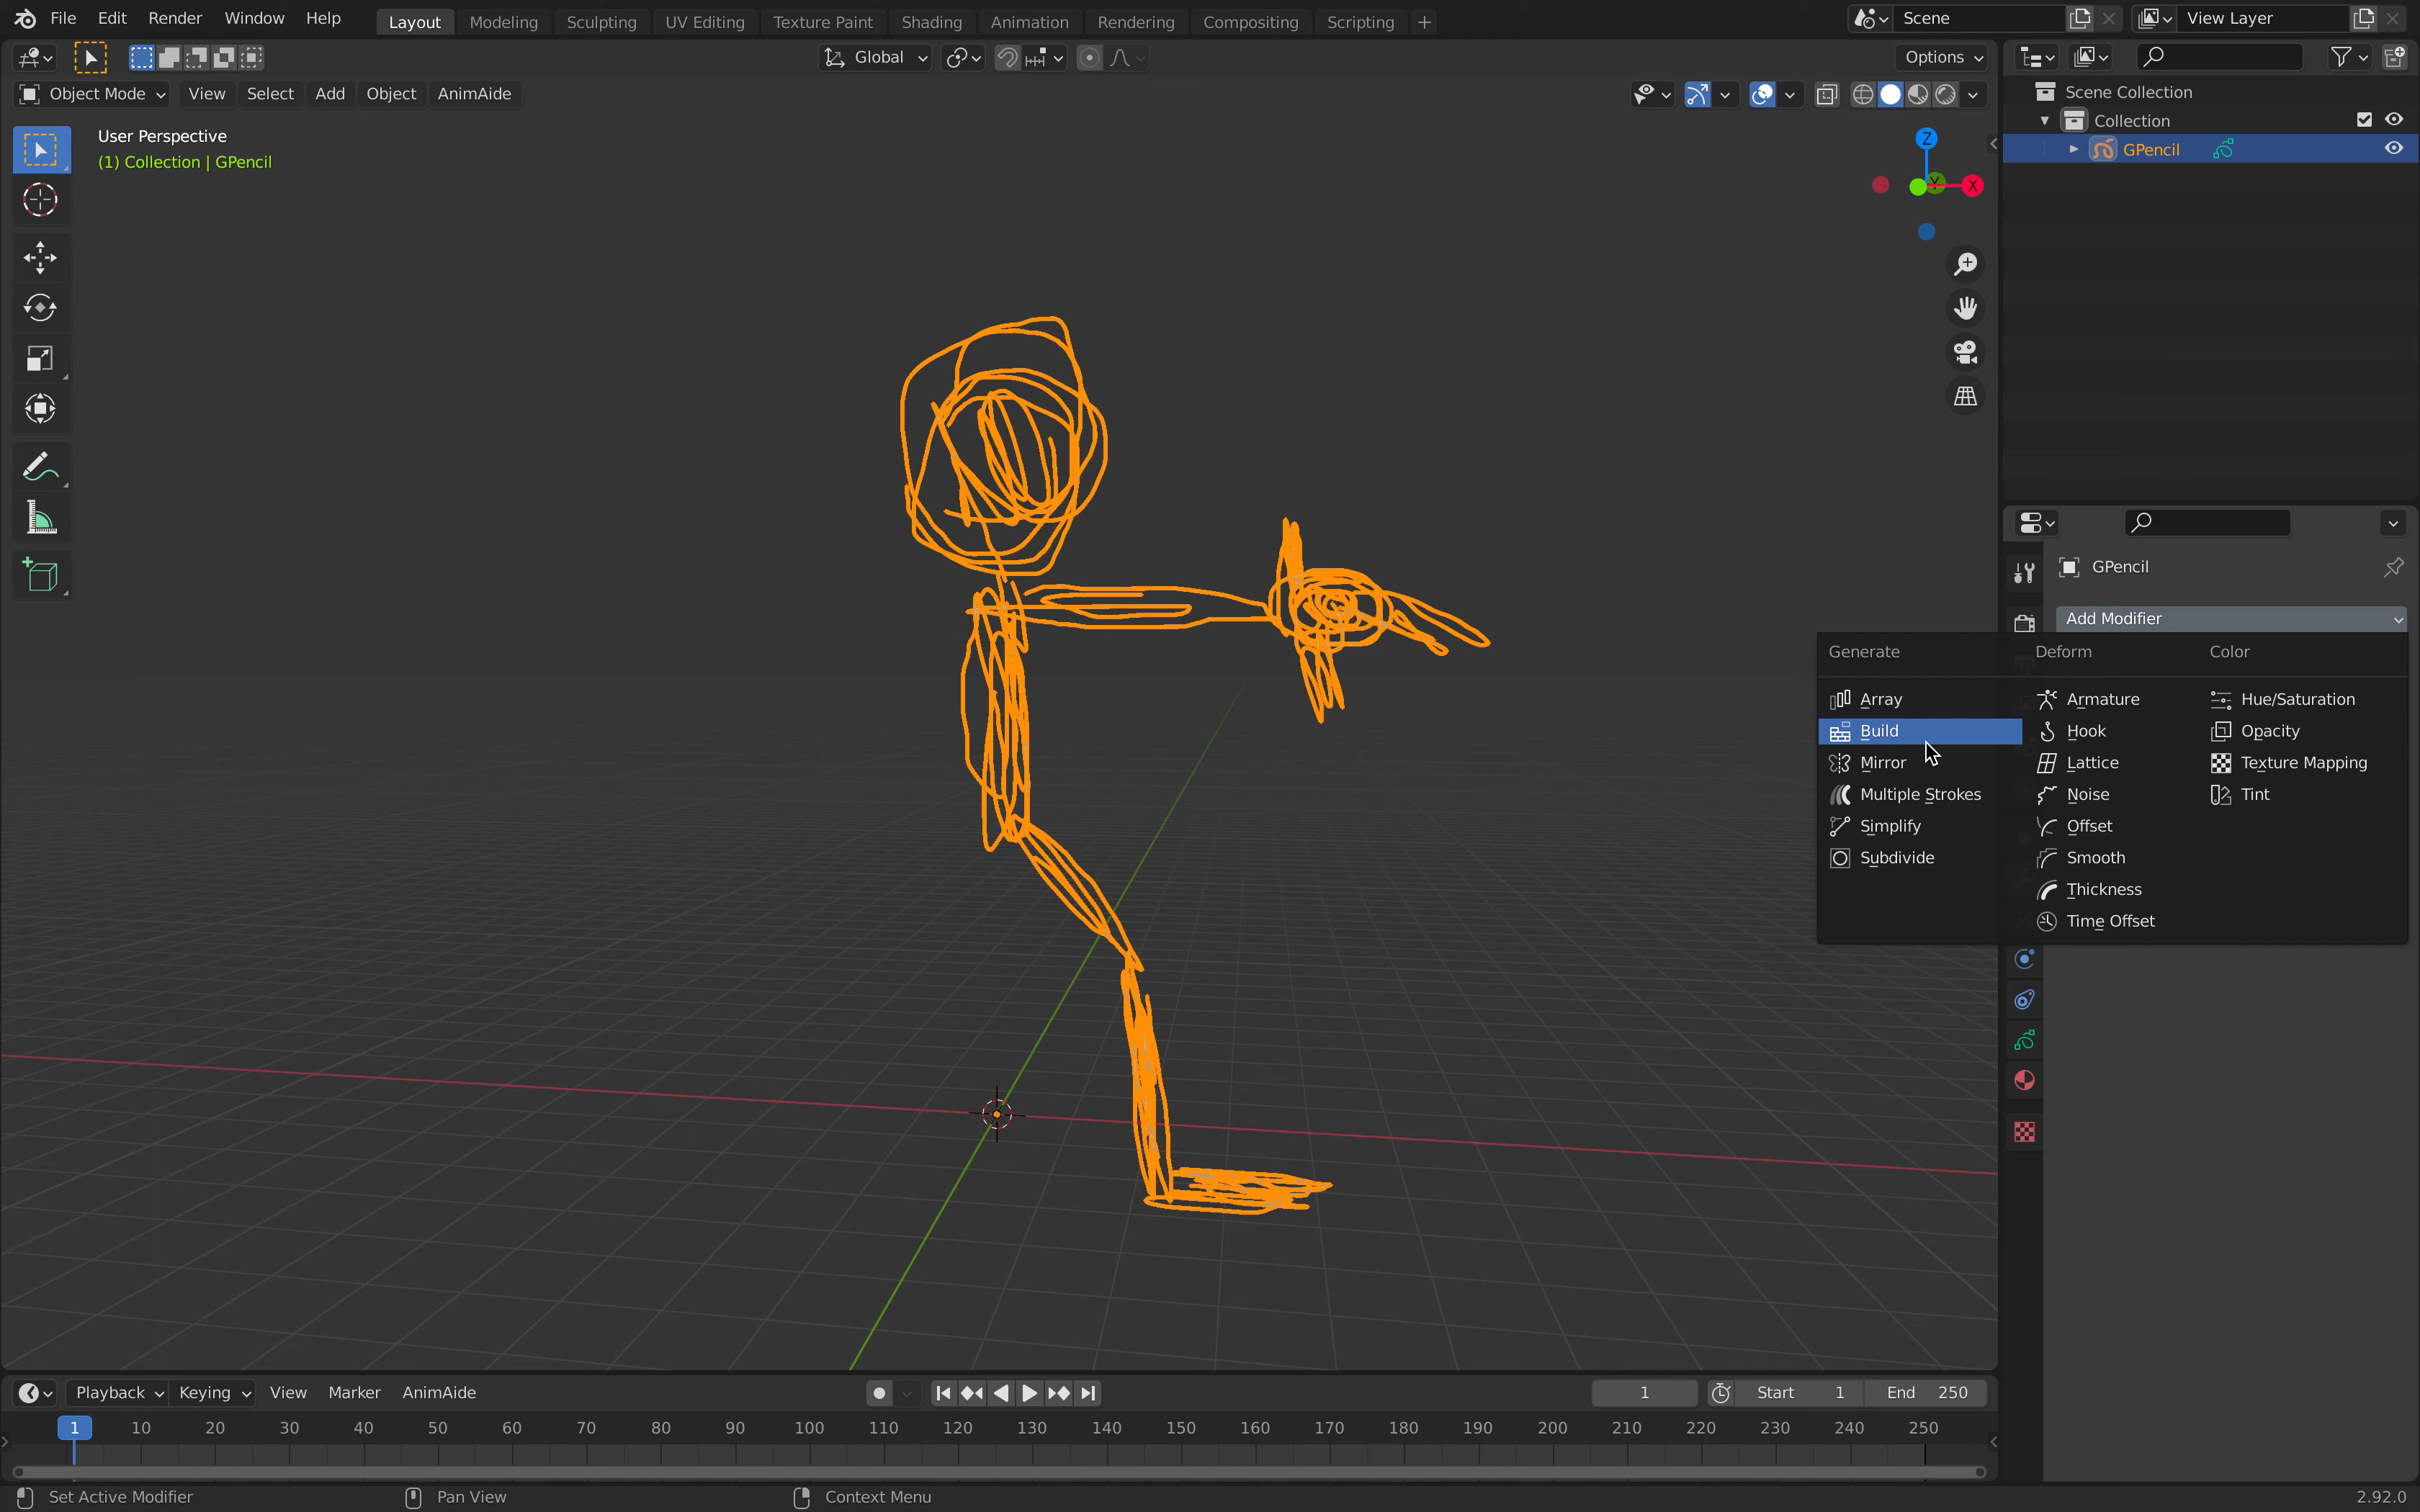 File Edit Render Window Help Layout Modeling Sculpting UV Editing Texture Paint Shading Animation Rendering Compositing Scripting + Scene View Layer
Global Options
Object Mode View Select Add Object AnimAide
User Perspective
(1) Collection | GPencil
Z
Y
X
Scene Collection
Collection
GPencil
GPencil
Add Modifier
Generate Deform Color
Array Armature Hue/Saturation
Build Hook Opacity
Mirror Lattice Texture Mapping
Multiple Strokes Noise Tint
Simplify Offset
Subdivide Smooth
Thickness
Time Offset
Playback Keying View Marker AnimAide 1 Start 1 End 250
1 10 20 30 40 50 60 70 80 90 100 110 120 130 140 150 160 170 180 190 200 210 220 230 240 250
Set Active Modifier Pan View Context Menu 2.92.0